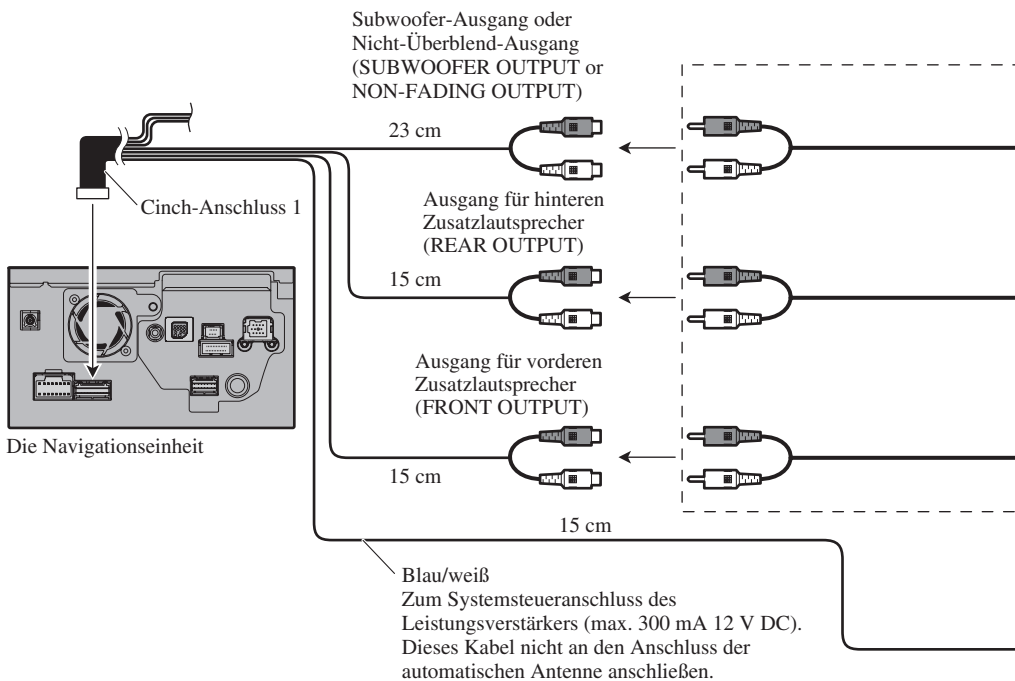 Subwoofer-Ausgang oder
Nicht-Überblend-Ausgang
(SUBWOOFER OUTPUT or
NON-FADING OUTPUT)
23 cm
Cinch-Anschluss 1
Ausgang für hinteren
Zusatzlautsprecher
(REAR OUTPUT)
15 cm
Ausgang für vorderen
Zusatzlautsprecher
(FRONT OUTPUT)
Die Navigationseinheit
15 cm
15 cm
Blau/weiß
Zum Systemsteueranschluss des
Leistungsverstärkers (max. 300 mA 12 V DC).
Dieses Kabel nicht an den Anschluss der
automatischen Antenne anschließen.